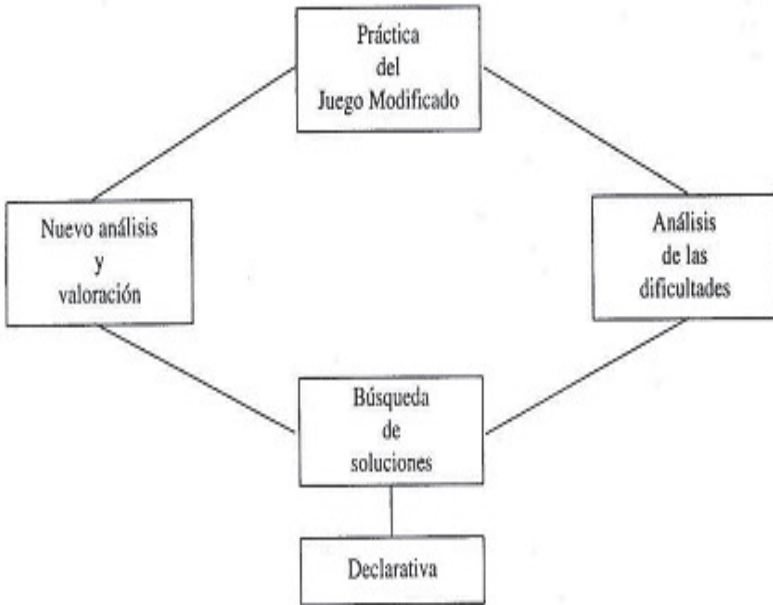 Práctica
del
Juego Modificado
Nuevo análisis
y
valoración
Análisis
de las
dificultades
Búsqueda
de
soluciones
Declarativa